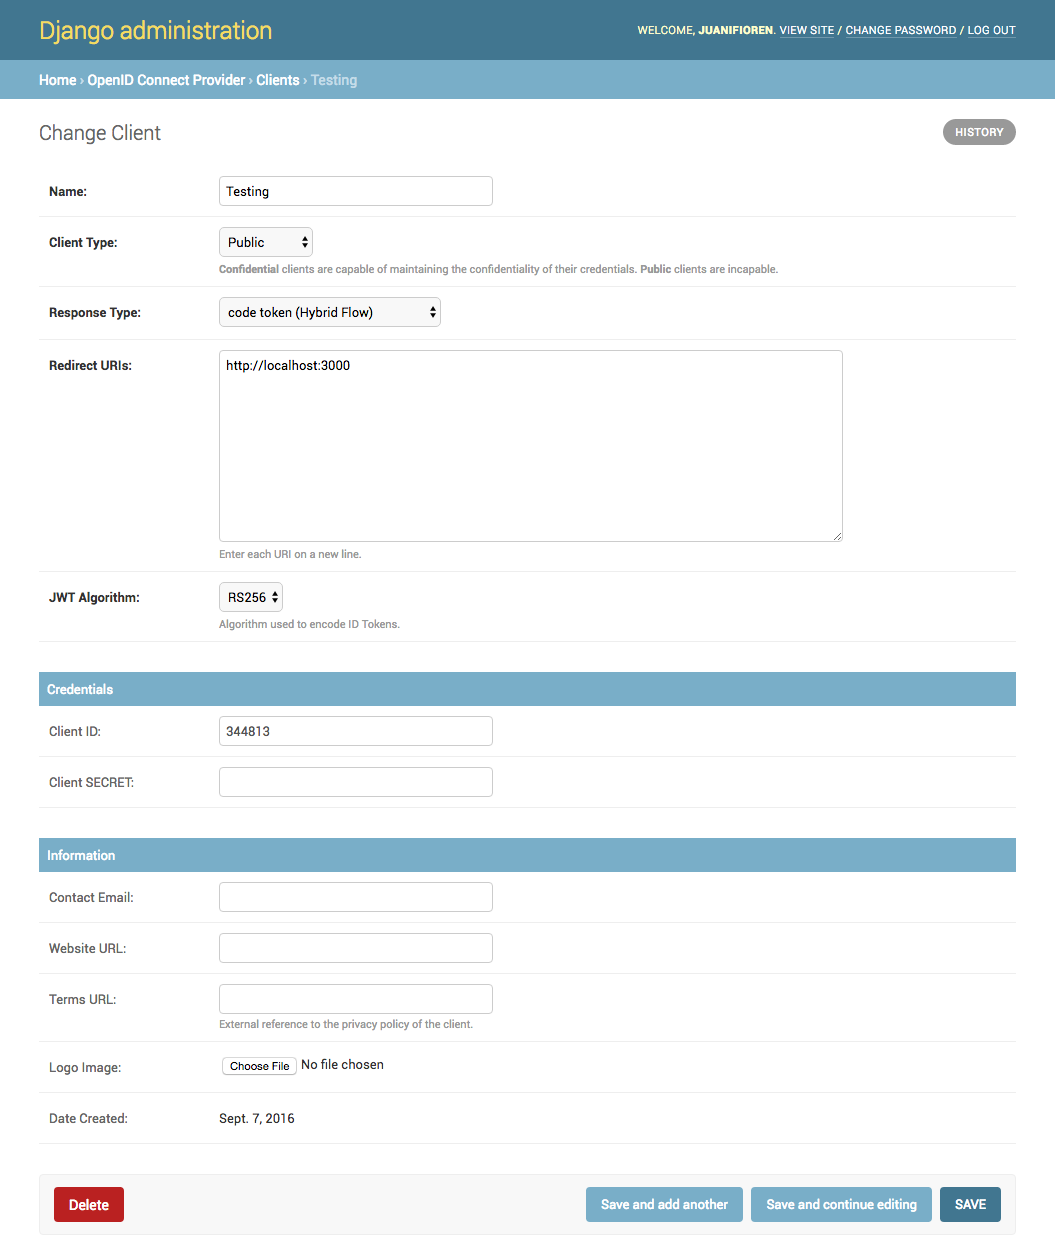 Django administration
WELCOME, JUANIFIOREN. VIEW SITE / CHANGE PASSWORD / LOG OUT
Home › OpenID Connect Provider › Clients › Testing
Change Client
HISTORY
Name:
Testing
Client Type:
Public
Confidential clients are capable of maintaining the confidentiality of their credentials. Public clients are incapable.
Response Type:
code token (Hybrid Flow)
Redirect URIs:
http://localhost:3000
Enter each URI on a new line.
JWT Algorithm:
RS256
Algorithm used to encode ID Tokens.
Credentials
Client ID:
344813
Client SECRET:
Information
Contact Email:
Website URL:
Terms URL:
External reference to the privacy policy of the client.
Logo Image:
Choose File No file chosen
Date Created:
Sept. 7, 2016
Delete
Save and add another
Save and continue editing
SAVE